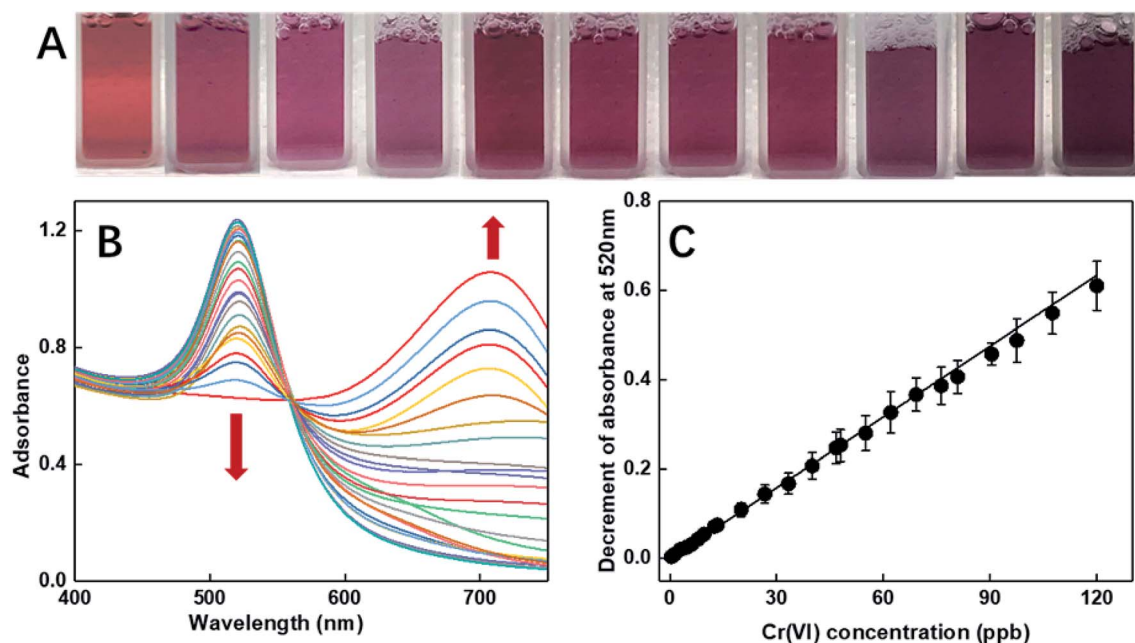 A
B
1.2
0.8
0.4
0.0
Adsorbance
400
500
600
700
Wavelength (nm)
C
0.8
0.6
0.4
0.2
0.0
Decrement of absorbance at 520nm
0
30
60
90
120
Cr(VI) concentration (ppb)